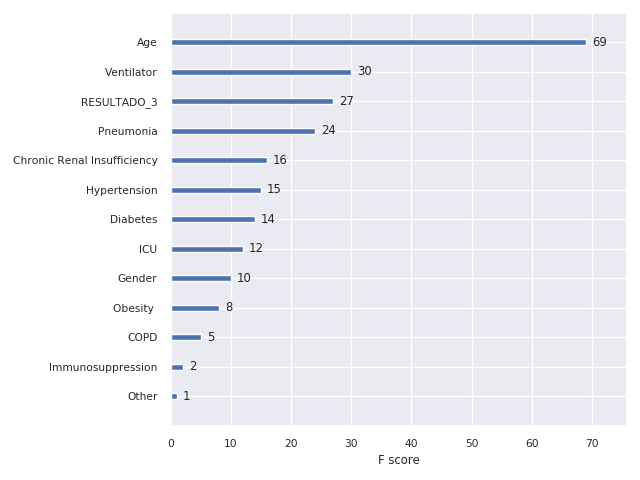 Age 69
Ventilator 30
RESULTADO_3 27
Pneumonia 24
Chronic Renal Insufficiency 16
Hypertension 15
Diabetes 14
ICU 12
Gender 10
Obesity 8
COPD 5
Immunosuppression 2
Other 1
0 10 20 30 40 50 60 70
F score